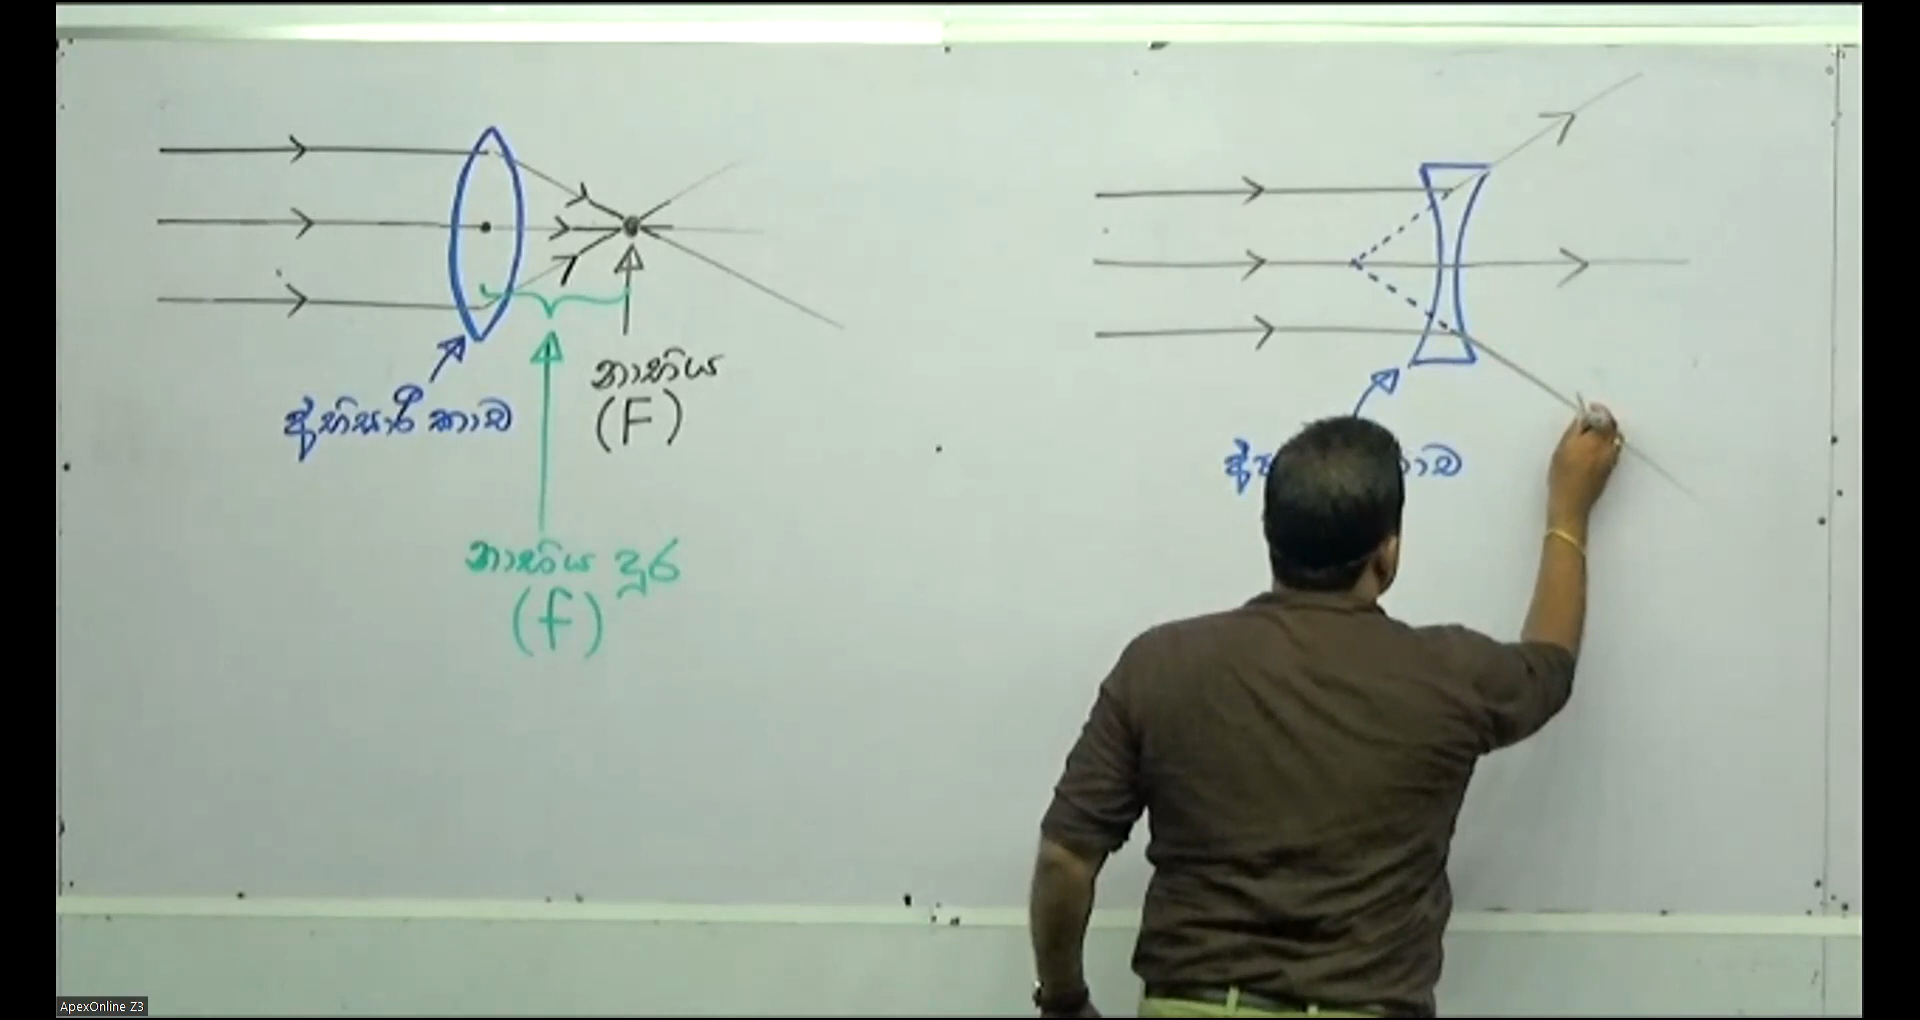 අභිසාරී කාච
නාභිය
(F)
නාභිය දුර
(f)
ApexOnline Z3